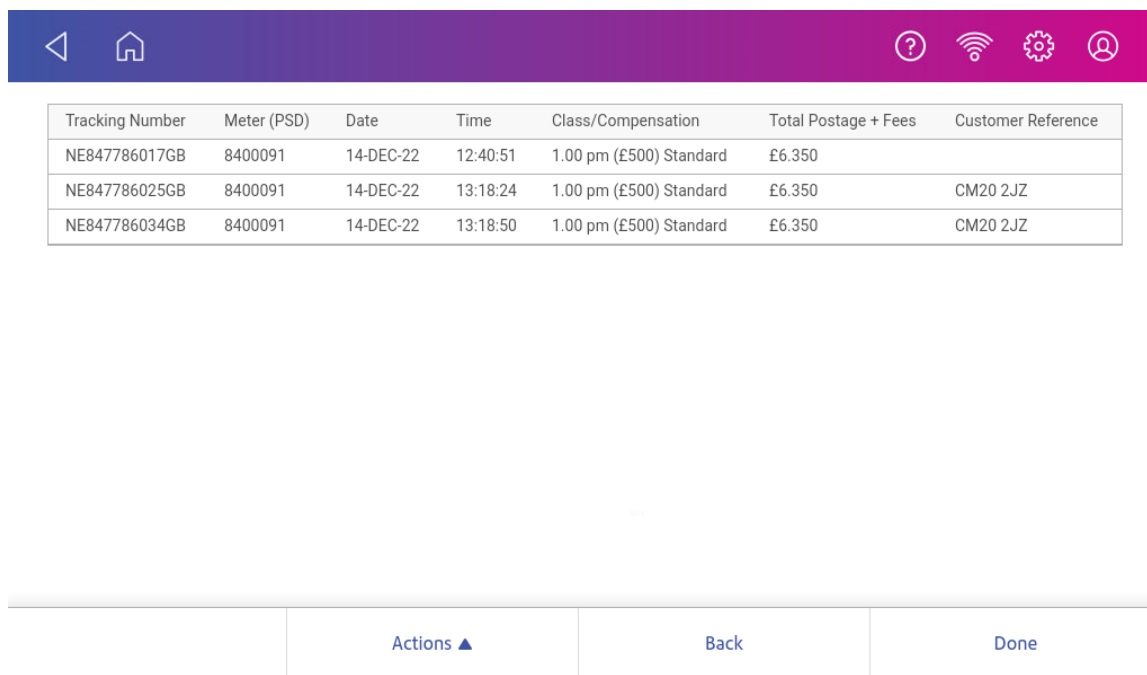 Tracking Number Meter (PSD) Date Time Class/Compensation Total Postage + Fees Customer Reference
NE847786017GB 8400091 14-DEC-22 12:40:51 1.00 pm (£500) Standard £6.350
NE847786025GB 8400091 14-DEC-22 13:18:24 1.00 pm (£500) Standard £6.350 CM20 2JZ
NE847786034GB 8400091 14-DEC-22 13:18:50 1.00 pm (£500) Standard £6.350 CM20 2JZ
Actions ▲ Back Done